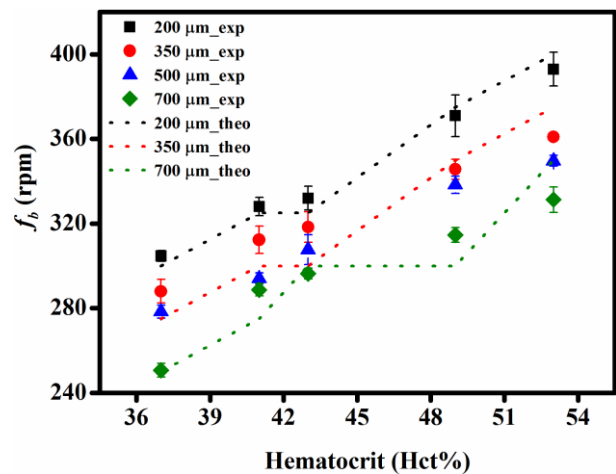 200 μm_exp
350 μm_exp
500 μm_exp
700 μm_exp
200 μm_theo
350 μm_theo
700 μm_theo
400
360
320
280
240
f_b (rpm)
36 39 42 45 48 51 54
Hematocrit (Hct%)